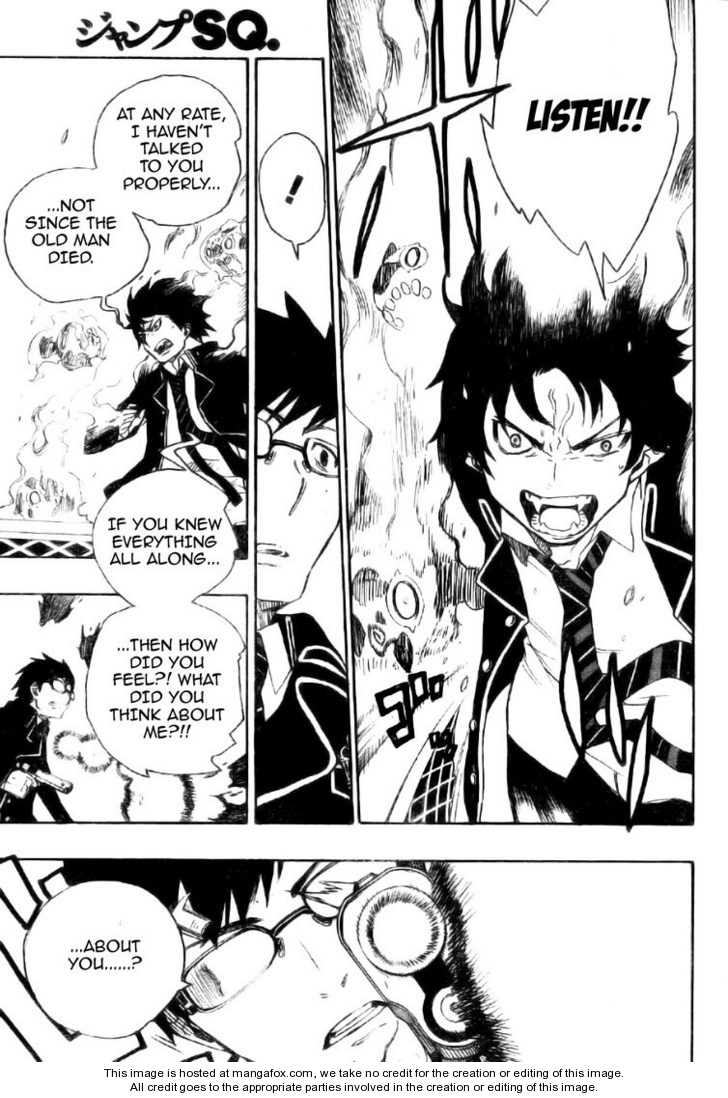 ジャンプSQ.
LISTEN!!
!
AT ANY RATE,
I HAVEN'T
TALKED
TO YOU
PROPERLY...
...NOT
SINCE THE
OLD MAN
DIED.
IF YOU KNEW
EVERYTHING
ALL ALONG...
...THEN HOW
DID YOU
FEEL?! WHAT
DID YOU
THINK ABOUT
ME?!!
...ABOUT
YOU......?
This image is hosted at mangafox.com, we take no credit for the creation or editing of this image.
All credit goes to the appropriate parties involved in the creation or editing of this image.